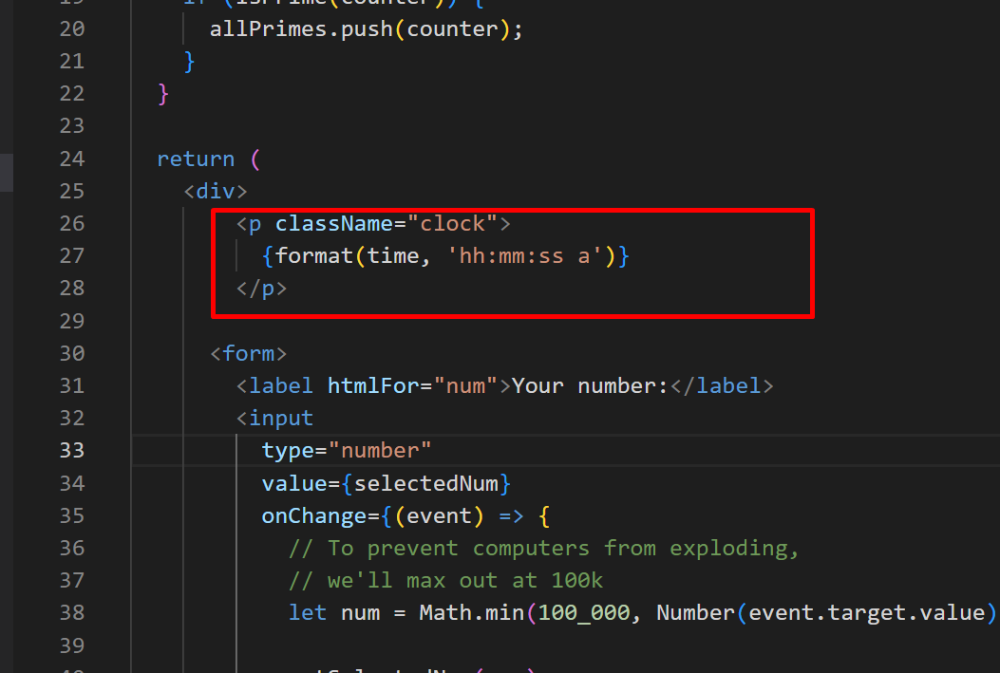 20 allPrimes.push(counter);
21 }
22 }
23
24 return (
25 <div>
26 <p className="clock">
27 {format(time, 'hh:mm:ss a')}
28 </p>
29
30 <form>
31 <label htmlFor="num">Your number:</label>
32 <input
33 type="number"
34 value={selectedNum}
35 onChange={(event) => {
36 // To prevent computers from exploding,
37 // we'll max out at 100k
38 let num = Math.min(100_000, Number(event.target.value)
39